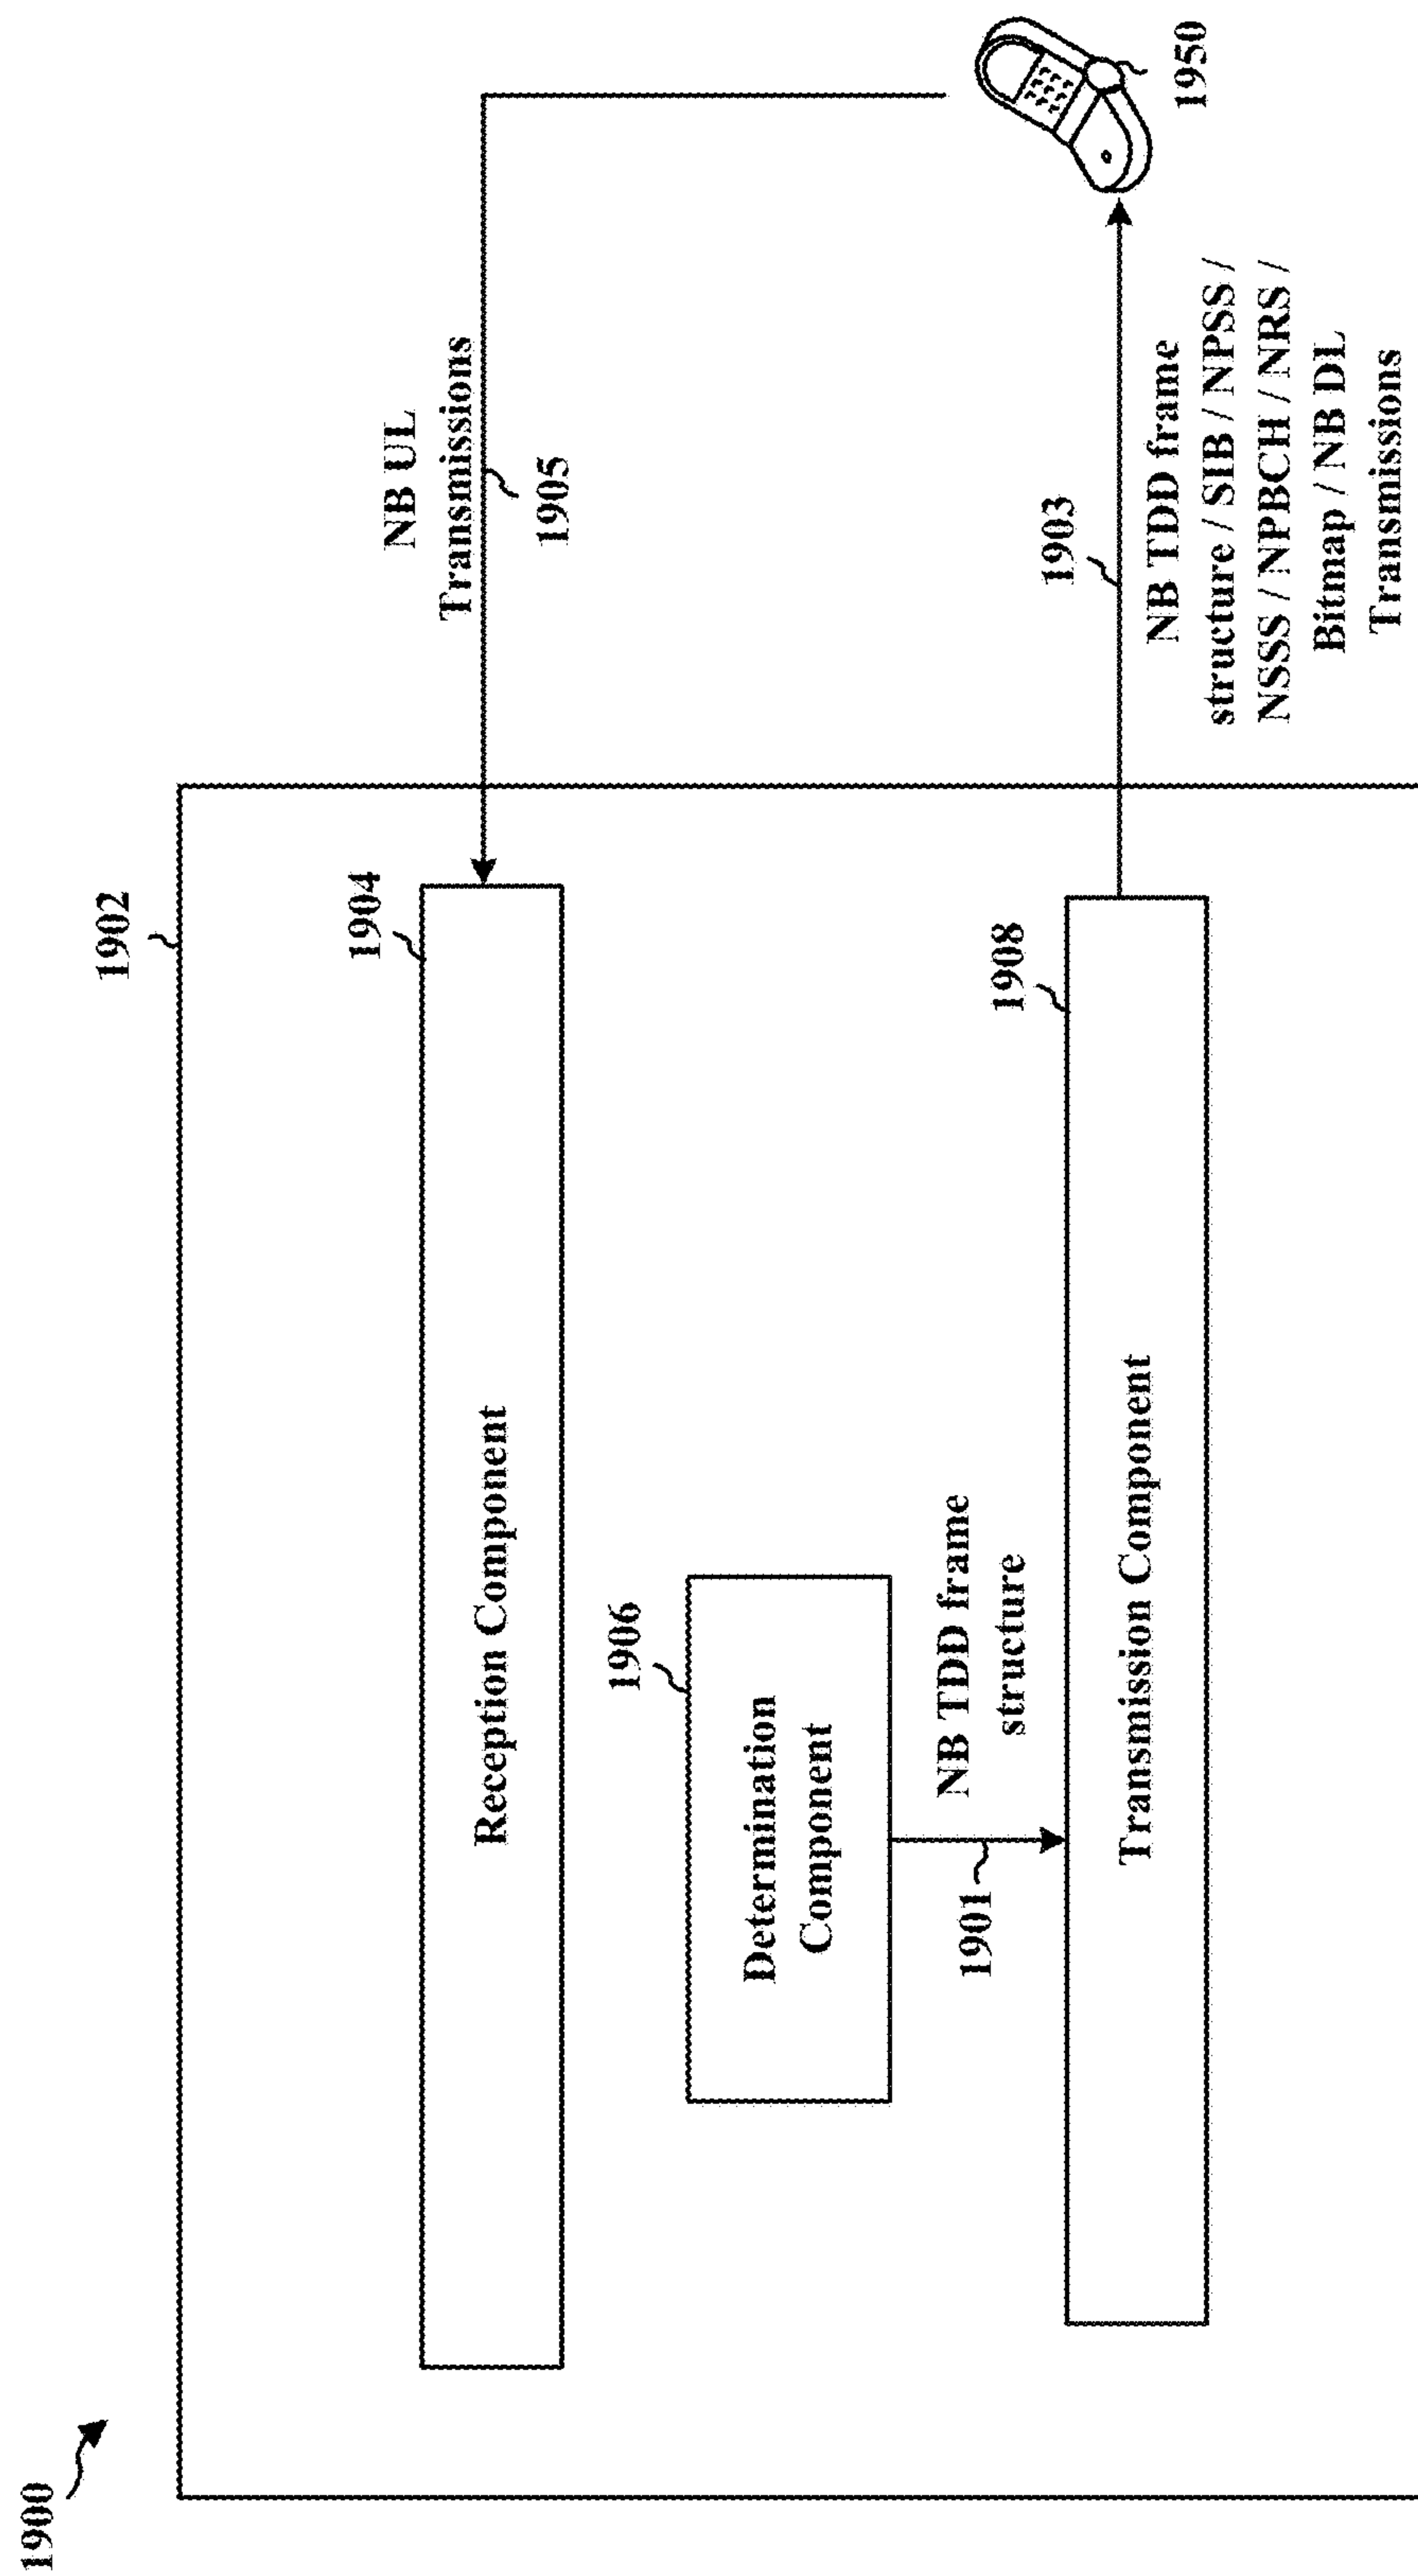 1900
1902
1904
Reception Component
NB UL
Transmissions
1905
1906
Determination
Component
1901
NB TDD frame
structure
1908
Transmission Component
1903
NB TDD frame
structure / SIB / NPSS /
NSSS / NPBCH / NRS /
Bitmap / NB DL
Transmissions
1950